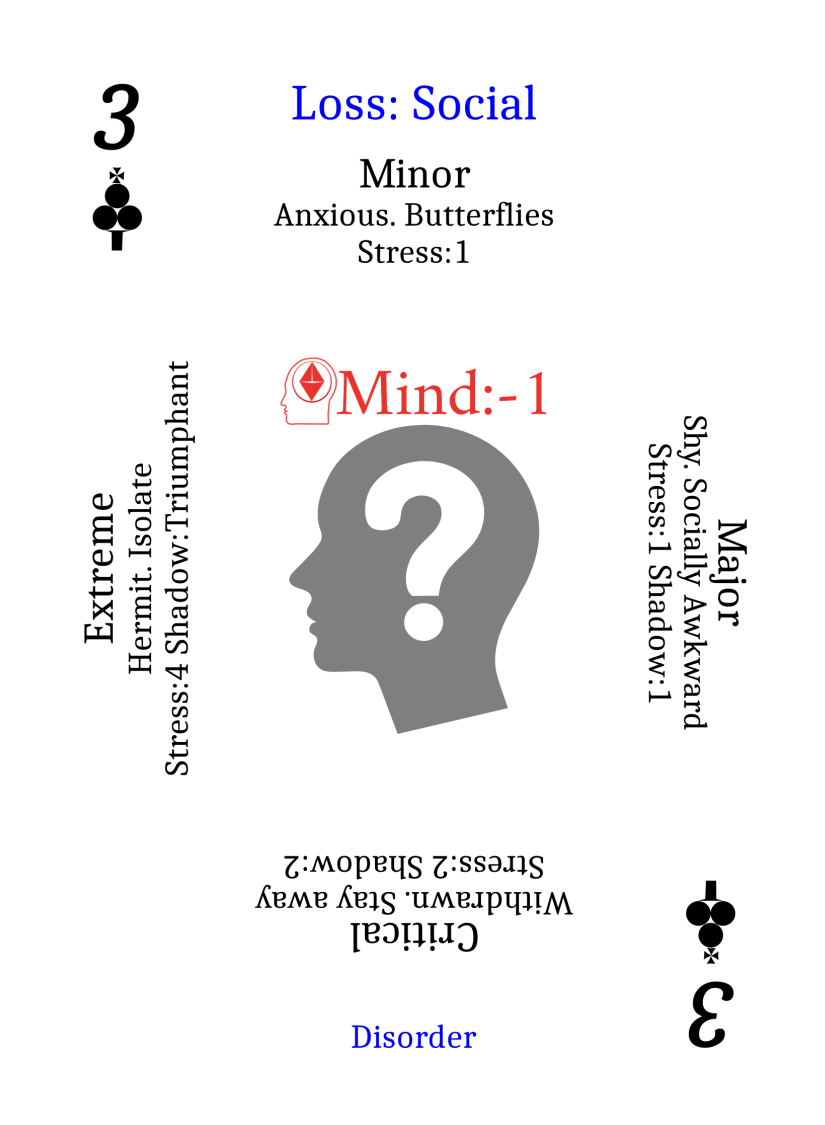 3
Loss: Social
Minor
Anxious. Butterflies
Stress:1
Mind:-1
Extreme
Hermit. Isolate
Stress:4 Shadow:Triumphant
Major
Shy. Socially Awkward
Stress:1 Shadow:1
?
Critical
Withdrawn. Stay away
Stress:2 Shadow:2
Disorder
3